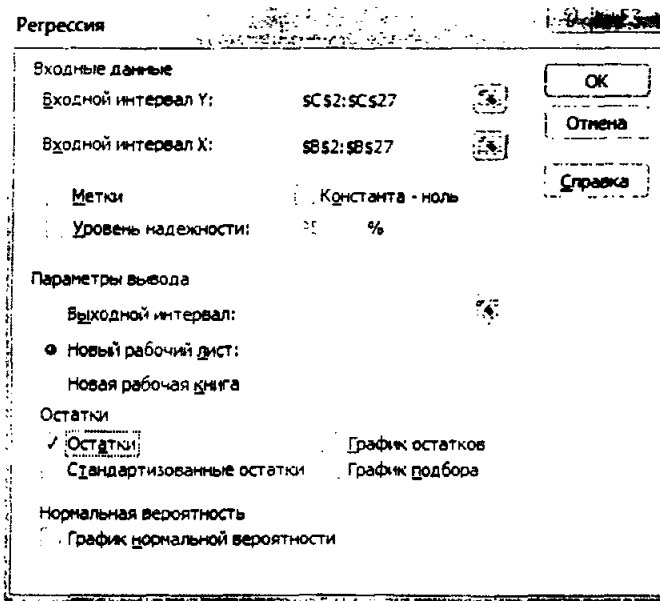 Регрессия
Входные данные
Входной интервал Y: $C$2:$C$27
ОК
Входной интервал X: $B$2:$B$27
Отмена
Метки
Константа - ноль
Справка
Уровень надежности: 95 %
Параметры вывода
Выходной интервал:
Новый рабочий лист:
Новая рабочая книга
Остатки
Остатки
График остатков
Стандартизованные остатки
График подбора
Нормальная вероятность
График нормальной вероятности